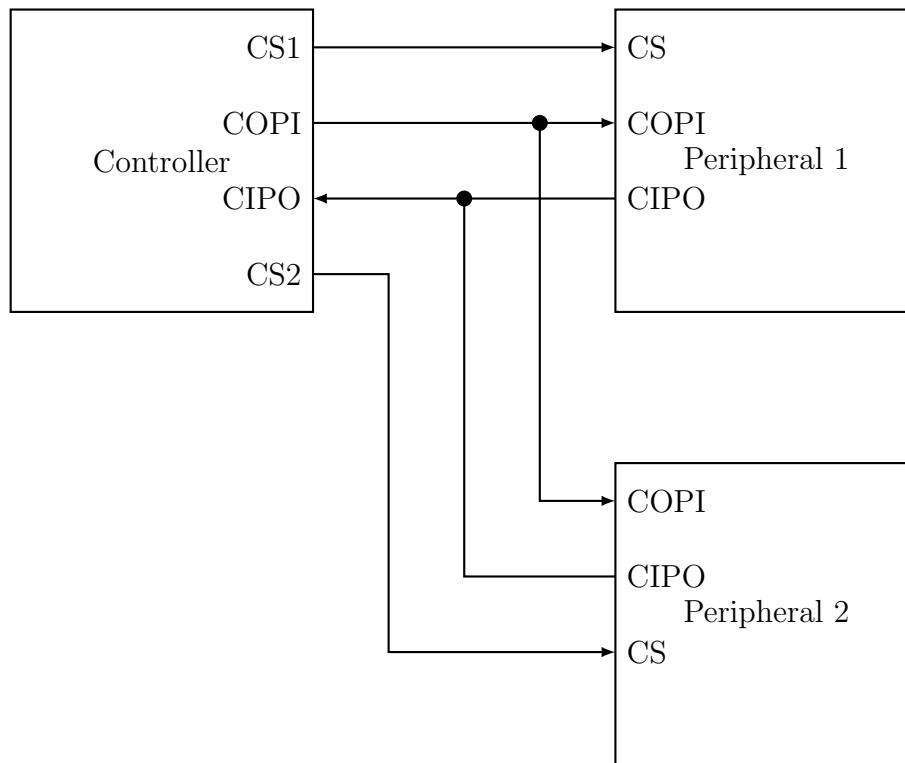 CS1
COPI
Controller
CIPO
CS2
CS
COPI
Peripheral 1
CIPO
COPI
CIPO
Peripheral 2
CS